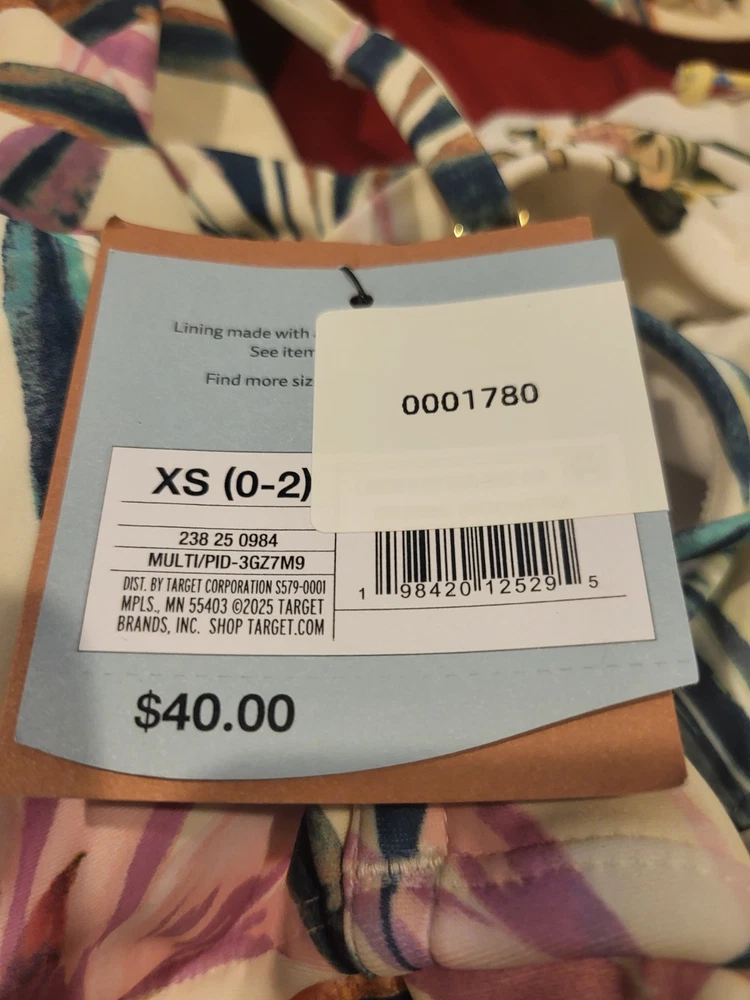 Lining made with
See item
Find more siz
0001780
XS (0-2)
238 25 0984
MULTI/PID-3GZ7M9
DIST. BY TARGET CORPORATION S579-0001
MPLS., MN 55403 ©2025 TARGET
BRANDS, INC. SHOP TARGET.COM
1 98420 12529 5
$40.00